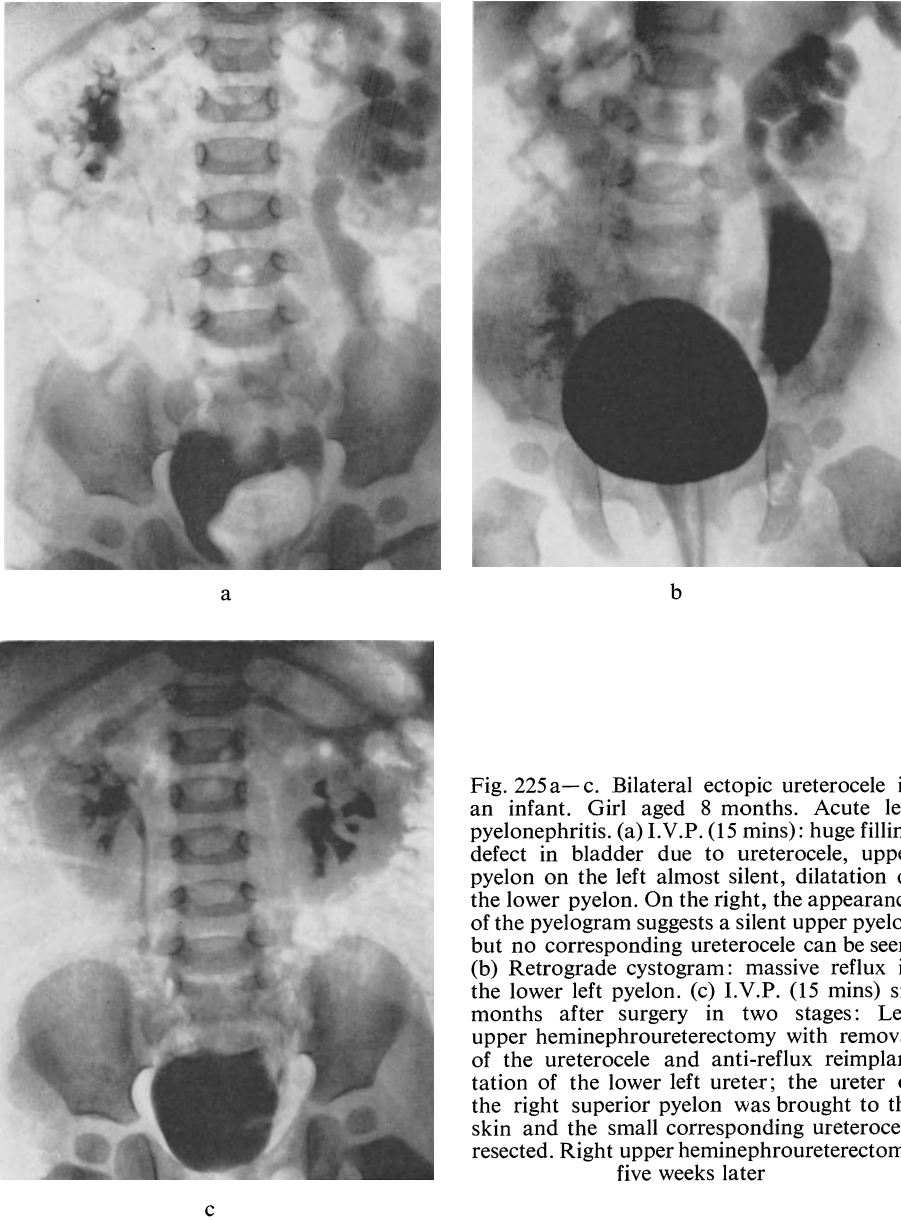 a
b
c
Fig. 225a—c. Bilateral ectopic ureterocele i
an infant. Girl aged 8 months. Acute le
pyelonephritis. (a) I.V.P. (15 mins): huge fillin
defect in bladder due to ureterocele, uppe
pyelon on the left almost silent, dilatation o
the lower pyelon. On the right, the appearanc
of the pyelogram suggests a silent upper pyelo
but no corresponding ureterocele can be seen
(b) Retrograde cystogram: massive reflux i
the lower left pyelon. (c) I.V.P. (15 mins) si
months after surgery in two stages: Le
upper heminephroureterectomy with remova
of the ureterocele and anti-reflux reimplan
tation of the lower left ureter; the ureter o
the right superior pyelon was brought to th
skin and the small corresponding ureteroce
resected. Right upper heminephroureterectom
five weeks later